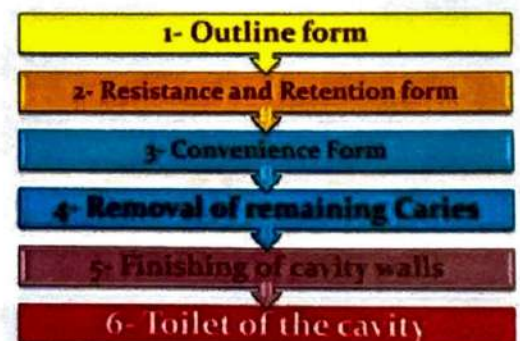 1- Outline form
2- Resistance and Retention form
3- Convenience Form
4- Removal of remaining Caries
5- Finishing of cavity walls
6- Toilet of the cavity